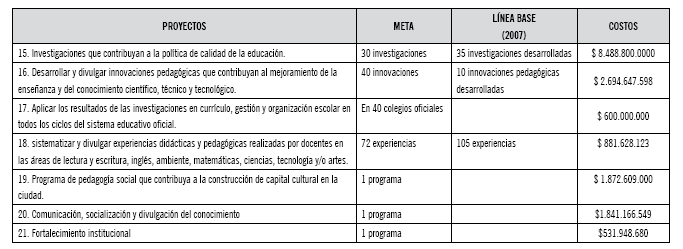 PROYECTOS META LÍNEA BASE (2007) COSTOS
15. Investigaciones que contribuyan a la política de calidad de la educación. 30 investigaciones 35 investigaciones desarrolladas $ 8.488.800.0000
16. Desarrollar y divulgar innovaciones pedagógicas que contribuyan al mejoramiento de la 40 innovaciones 10 innovaciones pedagógicas $ 2.694.647.598
enseñanza y del conocimiento científico, técnico y tecnológico. desarrolladas
17. Aplicar los resultados de las investigaciones en currículo, gestión y organización escolar en En 40 colegios oficiales $ 600.000.000
todos los ciclos del sistema educativo oficial.
18. sistematizar y divulgar experiencias didácticas y pedagógicas realizadas por docentes en 72 experiencias 105 experiencias $ 881.628.123
las áreas de lectura y escritura, inglés, ambiente, matemáticas, ciencias, tecnología y/o artes.
19. Programa de pedagogía social que contribuya a la construcción de capital cultural en la 1 programa $ 1.872.609.000
ciudad.
20. Comunicación, socialización y divulgación del conocimiento 1 programa $1.841.166.549
21. Fortalecimiento institucional 1 programa $531.948.680